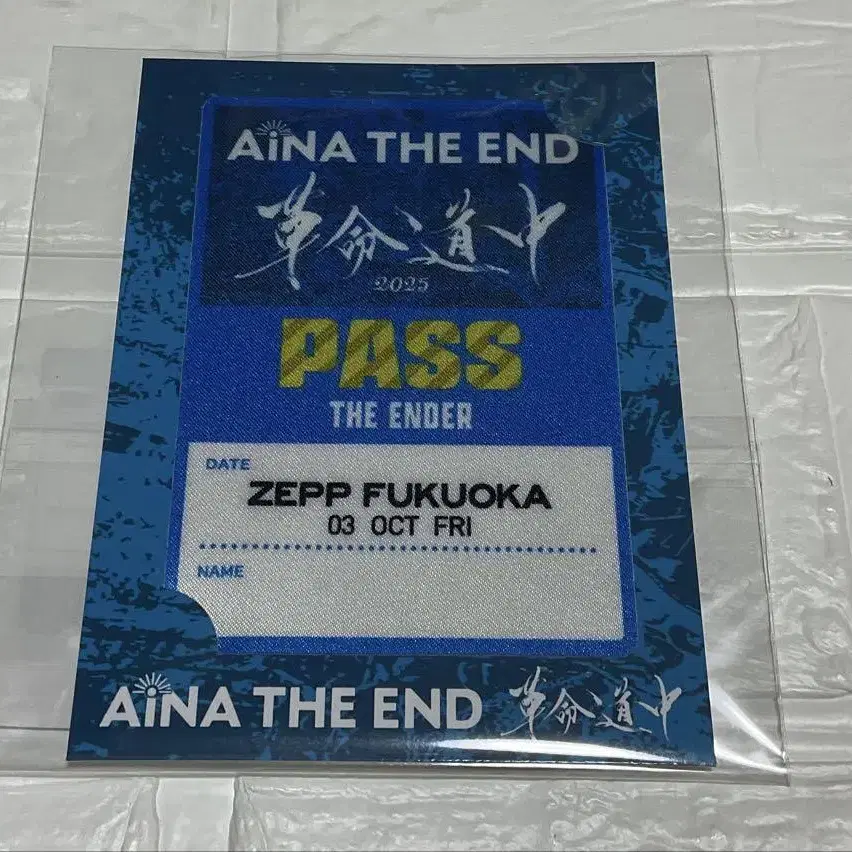 AiNA THE END
革命道中
2025
PASS
THE ENDER
DATE
ZEPP FUKUOKA
03 OCT FRI
NAME
AiNA THE END 革命道中